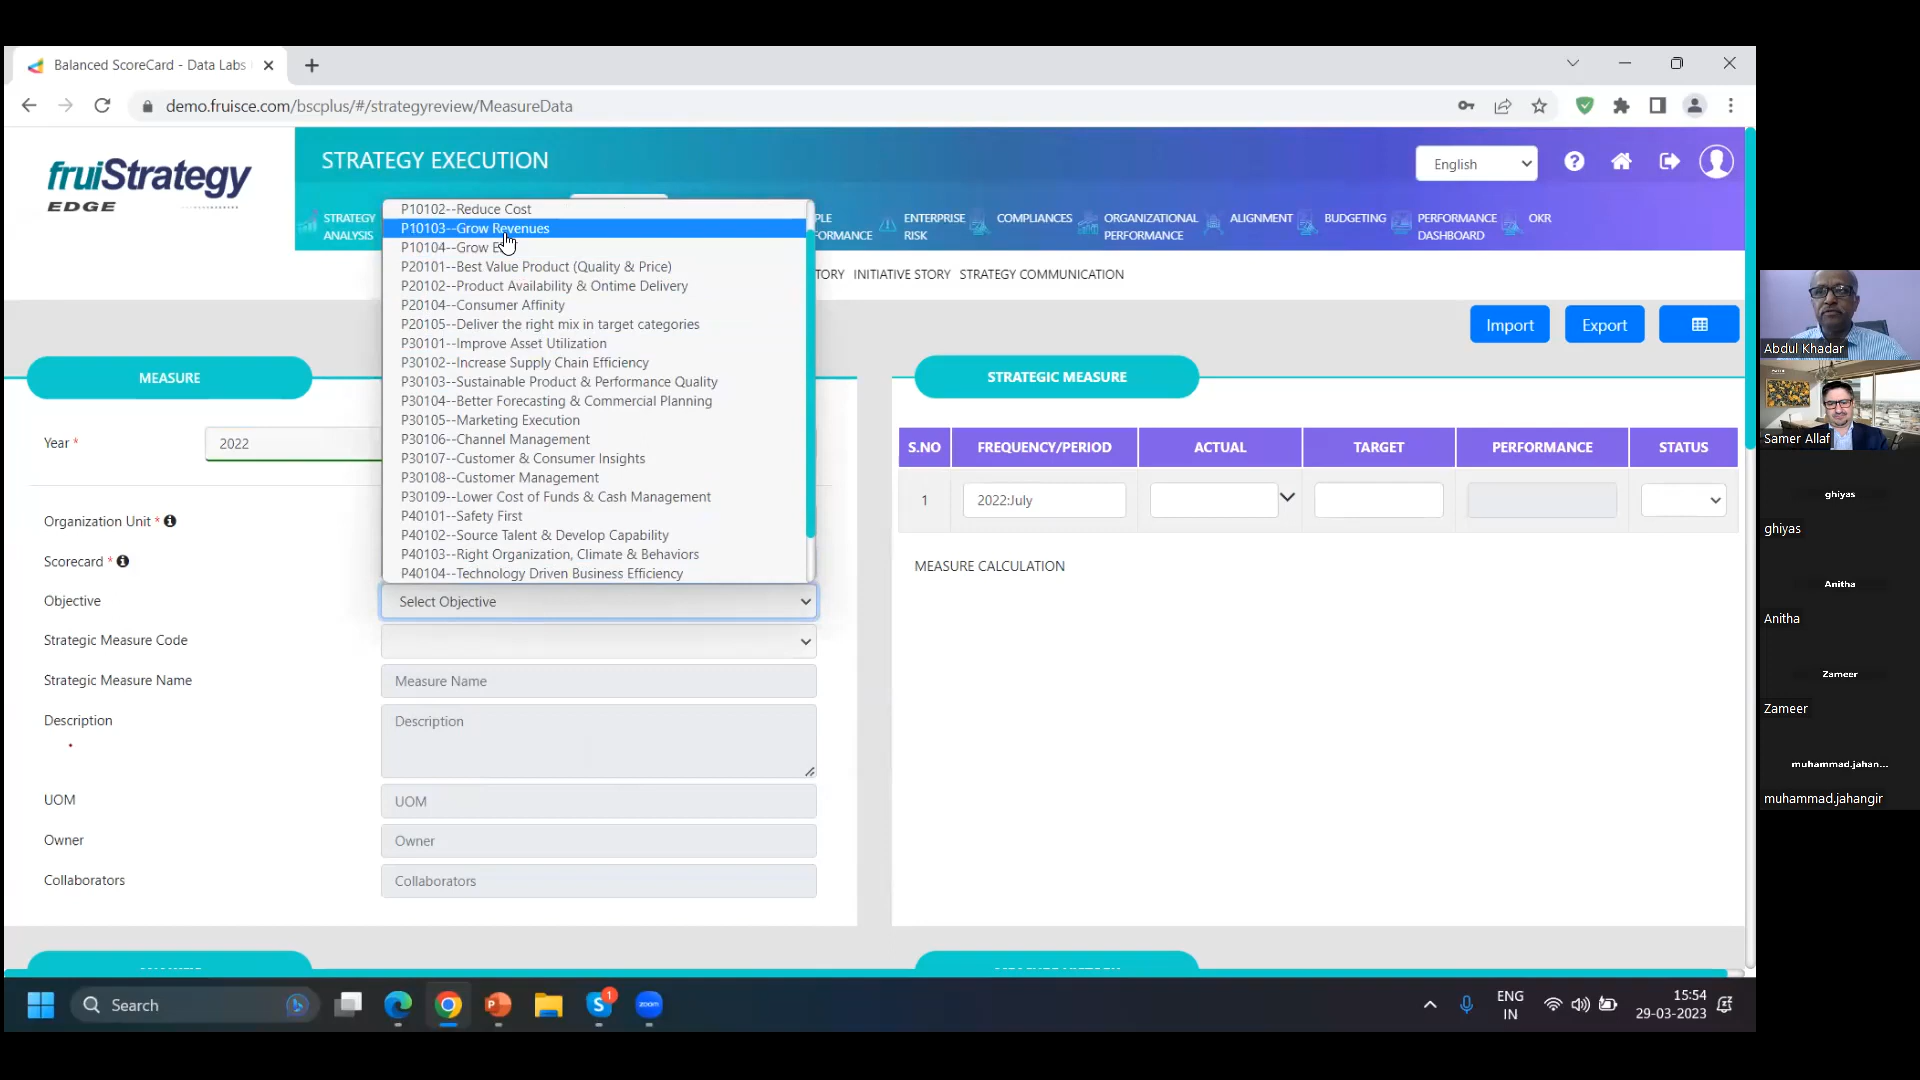 Balanced ScoreCard - Data Labs
demo.fruisce.com/bscplus/#/strategyreview/MeasureData
fruiStrategy
EDGE
STRATEGY EXECUTION
English
STRATEGY ANALYSIS
PLE FORMANCE
ENTERPRISE RISK
COMPLIANCES
ORGANIZATIONAL PERFORMANCE
ALIGNMENT
BUDGETING
PERFORMANCE DASHBOARD
OKR
TORY INITIATIVE STORY STRATEGY COMMUNICATION
P10102--Reduce Cost
P10103--Grow Revenues
P10104--Grow E
P20101--Best Value Product (Quality & Price)
P20102--Product Availability & Ontime Delivery
P20104--Consumer Affinity
P20105--Deliver the right mix in target categories
P30101--Improve Asset Utilization
P30102--Increase Supply Chain Efficiency
P30103--Sustainable Product & Performance Quality
P30104--Better Forecasting & Commercial Planning
P30105--Marketing Execution
P30106--Channel Management
P30107--Customer & Consumer Insights
P30108--Customer Management
P30109--Lower Cost of Funds & Cash Management
P40101--Safety First
P40102--Source Talent & Develop Capability
P40103--Right Organization, Climate & Behaviors
P40104--Technology Driven Business Efficiency
Import
Export
MEASURE
Year *
2022
Organization Unit *
Scorecard *
Objective
Select Objective
Strategic Measure Code
Strategic Measure Name
Measure Name
Description
Description
UOM
UOM
Owner
Owner
Collaborators
Collaborators
STRATEGIC MEASURE
S.NO FREQUENCY/PERIOD ACTUAL TARGET PERFORMANCE STATUS
1 2022:July
MEASURE CALCULATION
Abdul Khadar
Samer Allaf
ghiyas
ghiyas
Anitha
Anitha
Zameer
Zameer
muhammad.jahan...
muhammad.jahangir
Search
S
1
zoom
ENG
IN
15:54
29-03-2023